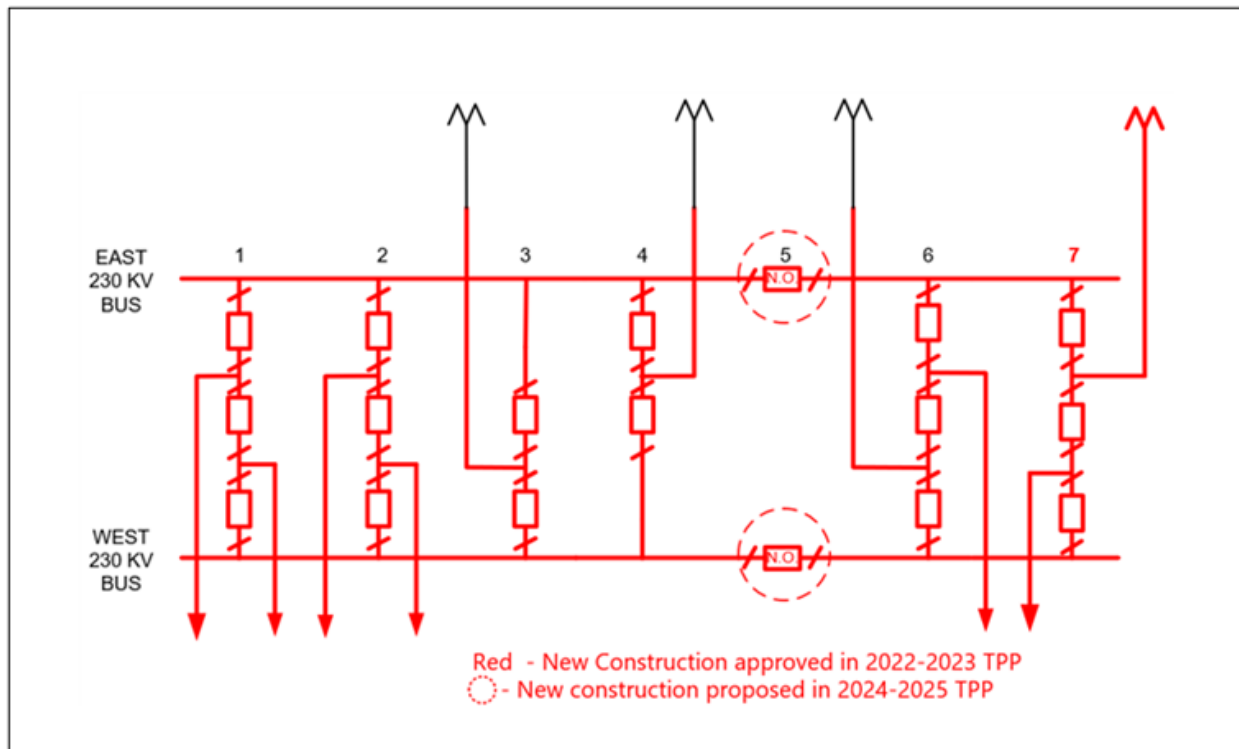 EAST
230 KV
BUS
1
2
3
4
5
6
7
N.O.
WEST
230 KV
BUS
N.O.
Red - New Construction approved in 2022-2023 TPP
- New construction proposed in 2024-2025 TPP